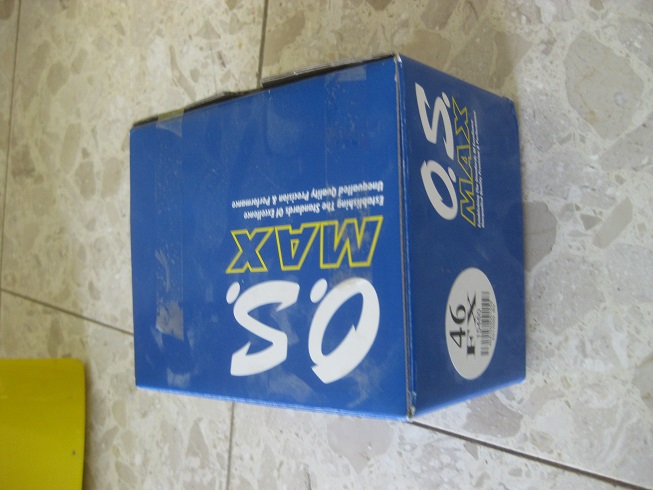 O.S.
MAX
Establishing The Standards Of Excellence
Unequalled Quality Precision & Performance
O.S.
MAX
46
FX